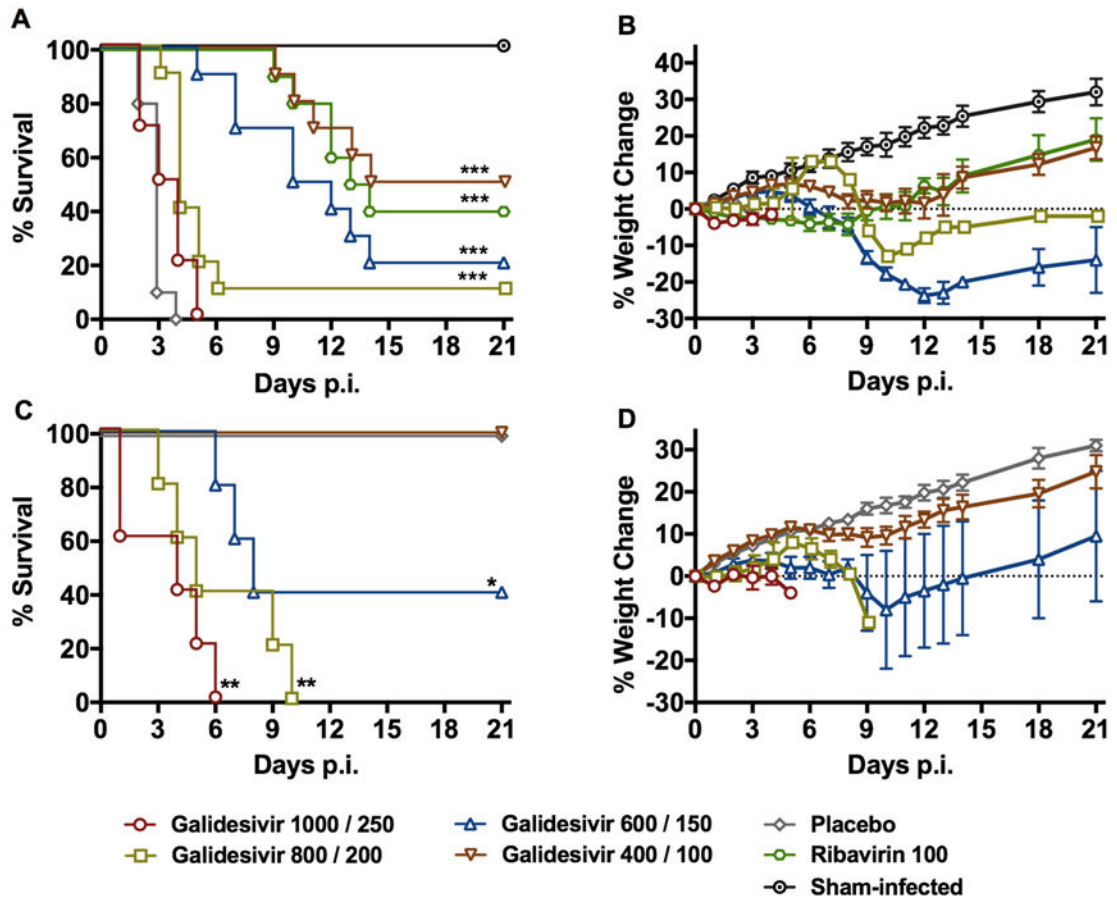 A
% Survival
100
80
60
40
20
0
***
***
***
***
0 3 6 9 12 15 18 21
Days p.i.
B
% Weight Change
40
30
20
10
0
-10
-20
-30
0 3 6 9 12 15 18 21
Days p.i.
C
% Survival
100
80
60
40
20
0
*
**
**
0 3 6 9 12 15 18 21
Days p.i.
D
% Weight Change
30
20
10
0
-10
-20
-30
0 3 6 9 12 15 18 21
Days p.i.
Galidesivir 1000 / 250
Galidesivir 800 / 200
Galidesivir 600 / 150
Galidesivir 400 / 100
Placebo
Ribavirin 100
Sham-infected